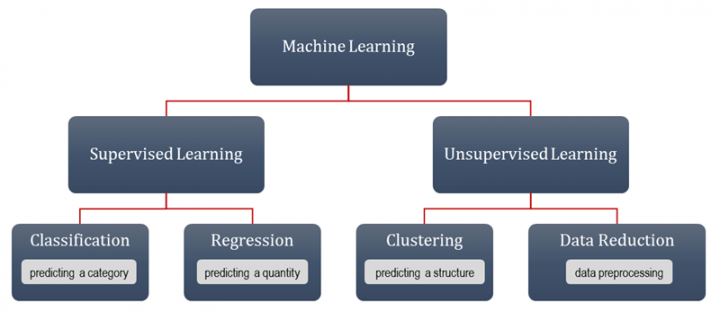 Machine Learning
Supervised Learning
Unsupervised Learning
Classification
predicting a category
Regression
predicting a quantity
Clustering
predicting a structure
Data Reduction
data preprocessing